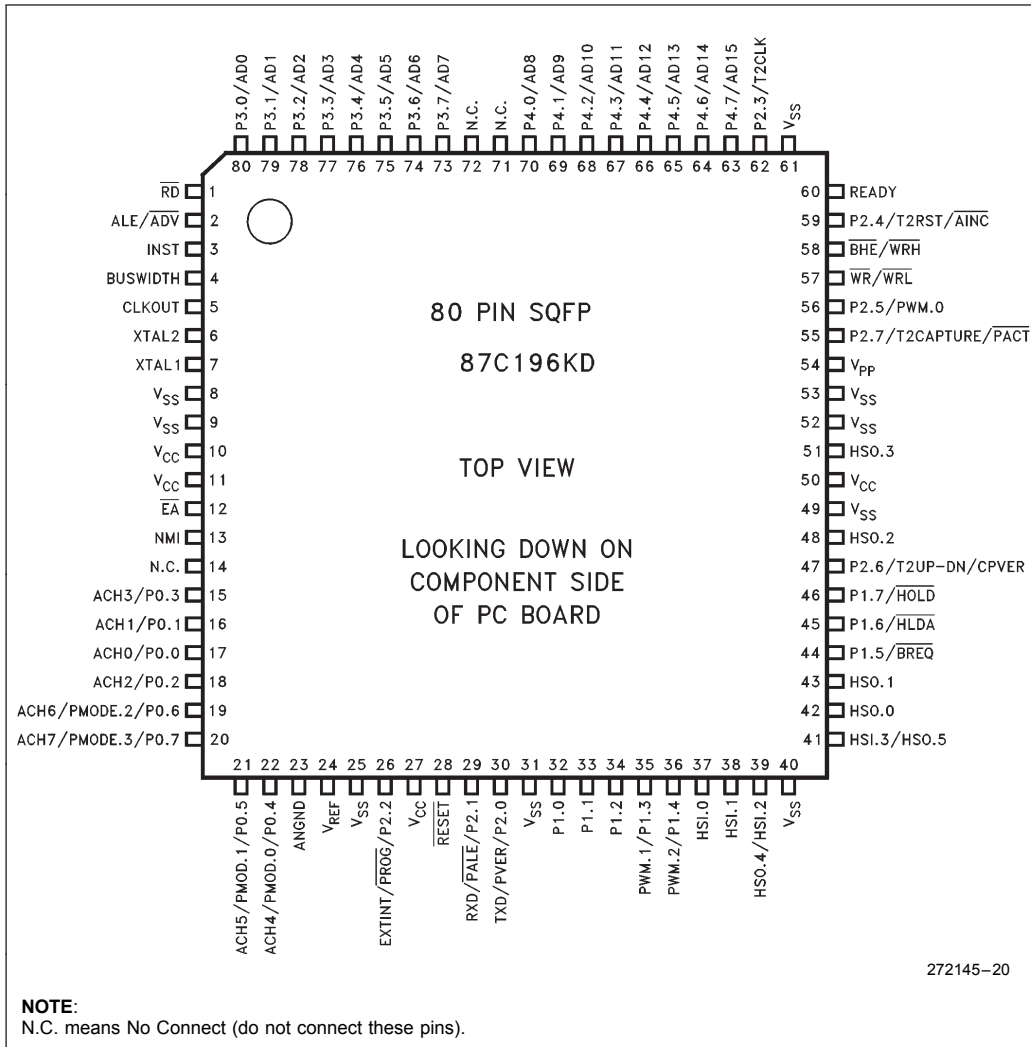 P3.0/AD0
P3.1/AD1
P3.2/AD2
P3.3/AD3
P3.4/AD4
P3.5/AD5
P3.6/AD6
P3.7/AD7
N.C.
N.C.
P4.0/AD8
P4.1/AD9
P4.2/AD10
P4.3/AD11
P4.4/AD12
P4.5/AD13
P4.6/AD14
P4.7/AD15
P2.3/T2CLK
VSS
80 79 78 77 76 75 74 73 72 71 70 69 68 67 66 65 64 63 62 61
RD 1
ALE/ADV 2
INST 3
BUSWIDTH 4
CLKOUT 5
XTAL2 6
XTAL1 7
VSS 8
VSS 9
VCC 10
VCC 11
EA 12
NMI 13
N.C. 14
ACH3/P0.3 15
ACH1/P0.1 16
ACH0/P0.0 17
ACH2/P0.2 18
ACH6/PMODE.2/P0.6 19
ACH7/PMODE.3/P0.7 20
80 PIN SQFP
87C196KD
TOP VIEW
LOOKING DOWN ON
COMPONENT SIDE
OF PC BOARD
60 READY
59 P2.4/T2RST/AINC
58 BHE/WRH
57 WR/WRL
56 P2.5/PWM.0
55 P2.7/T2CAPTURE/PACT
54 VPP
53 VSS
52 VSS
51 HSO.3
50 VCC
49 VSS
48 HSO.2
47 P2.6/T2UP-DN/CPVER
46 P1.7/HOLD
45 P1.6/HLDA
44 P1.5/BREQ
43 HSO.1
42 HSO.0
41 HSI.3/HSO.5
21 22 23 24 25 26 27 28 29 30 31 32 33 34 35 36 37 38 39 40
ACH5/PMOD.1/P0.5
ACH4/PMOD.0/P0.4
ANGND
VREF
VSS
EXTINT/PROG/P2.2
VCC
RESET
RXD/PALE/P2.1
TXD/PVER/P2.0
VSS
P1.0
P1.1
P1.2
PWM.1/P1.3
PWM.2/P1.4
HSI.0
HSI.1
HSO.4/HSI.2
VSS
272145–20
NOTE:
N.C. means No Connect (do not connect these pins).